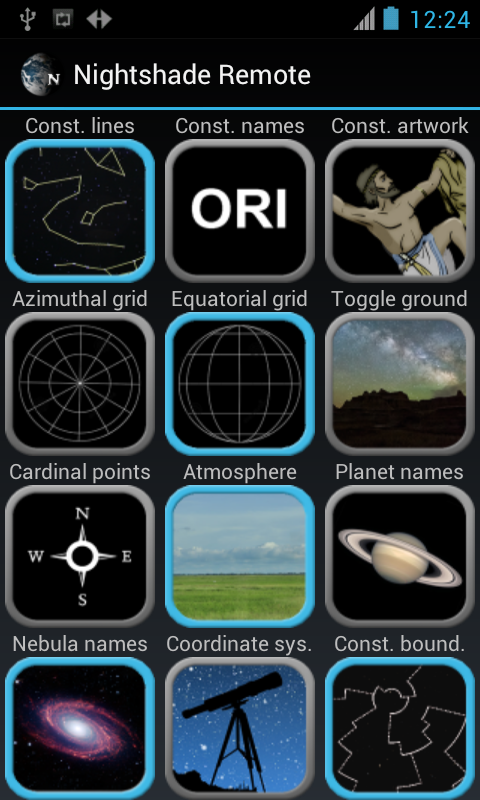 12:24
N
Nightshade Remote
Const. lines
Const. names
Const. artwork
ORI
Azimuthal grid
Equatorial grid
Toggle ground
Cardinal points
Atmosphere
Planet names
N
W
E
S
Nebula names
Coordinate sys.
Const. bound.